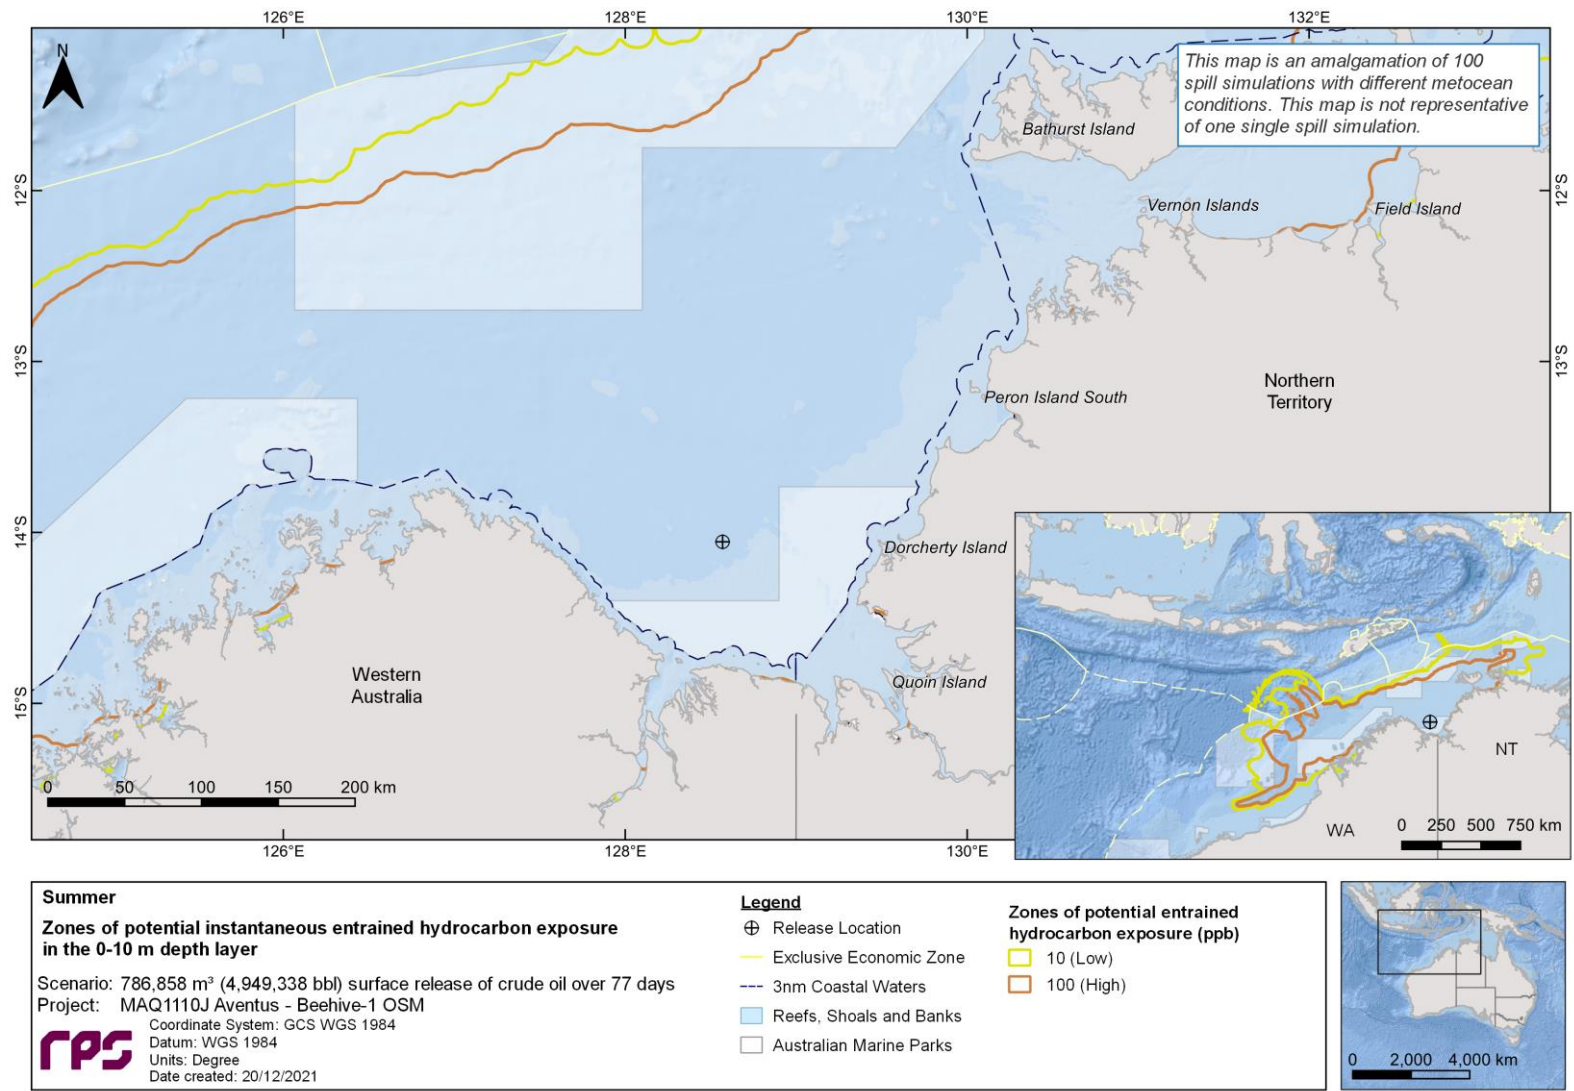 126°E
128°E
130°E
132°E
N
This map is an amalgamation of 100
spill simulations with different metocean
conditions. This map is not representative
of one single spill simulation.
Bathurst Island
12°S
12°S
Vernon Islands
Field Island
13°S
13°S
Northern
Territory
Peron Island South
14°S
Dorcherty Island
Western
Australia
Quoin Island
15°S
0 50 100 150 200 km
NT
WA
0 250 500 750 km
126°E
128°E
130°E
Summer
Zones of potential instantaneous entrained hydrocarbon exposure
in the 0-10 m depth layer
Scenario: 786,858 m³ (4,949,338 bbl) surface release of crude oil over 77 days
Project: MAQ1110J Aventus - Beehive-1 OSM
rps
Coordinate System: GCS WGS 1984
Datum: WGS 1984
Units: Degree
Date created: 20/12/2021
Legend
Release Location
Exclusive Economic Zone
3nm Coastal Waters
Reefs, Shoals and Banks
Australian Marine Parks
Zones of potential entrained
hydrocarbon exposure (ppb)
10 (Low)
100 (High)
0 2,000 4,000 km